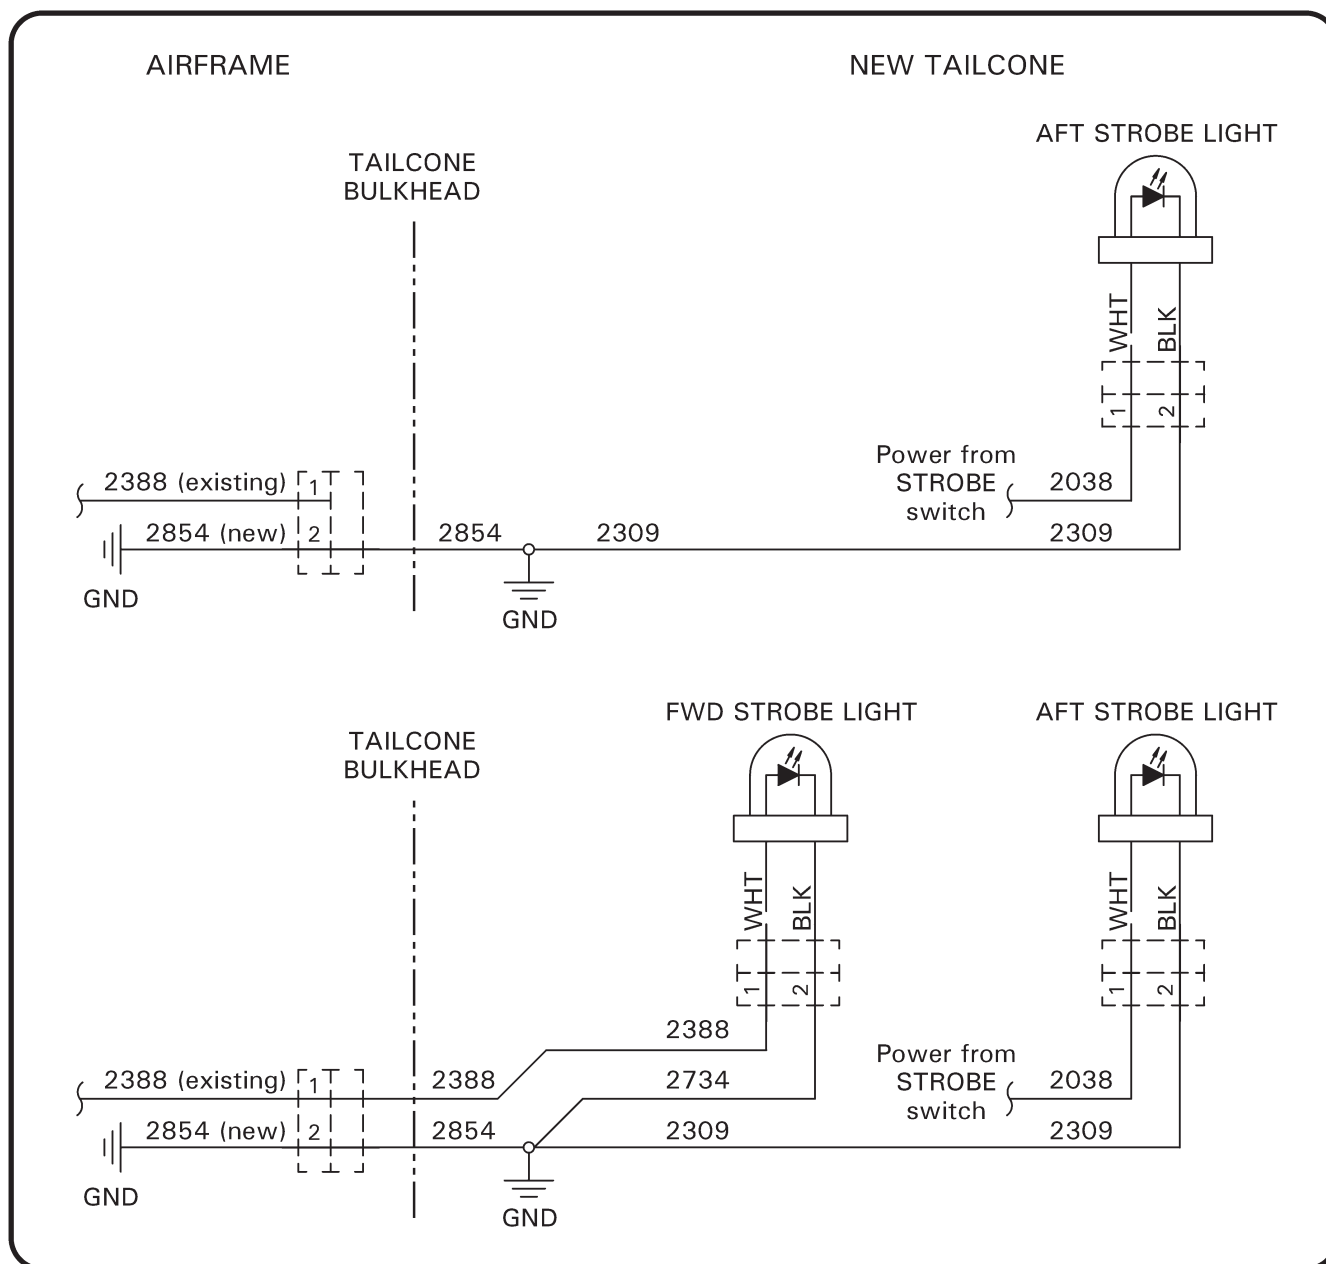 AIRFRAME
NEW TAILCONE
AFT STROBE LIGHT
TAILCONE
BULKHEAD
WHT
BLK
1
2
Power from
STROBE
switch
2038
2388 (existing)
1
2854 (new)
2
2854
2309
2309
GND
GND
FWD STROBE LIGHT
AFT STROBE LIGHT
TAILCONE
BULKHEAD
WHT
BLK
WHT
BLK
1
2
1
2
2388
Power from
STROBE
switch
2038
2388 (existing)
1
2388
2734
2854 (new)
2
2854
2309
2309
GND
GND